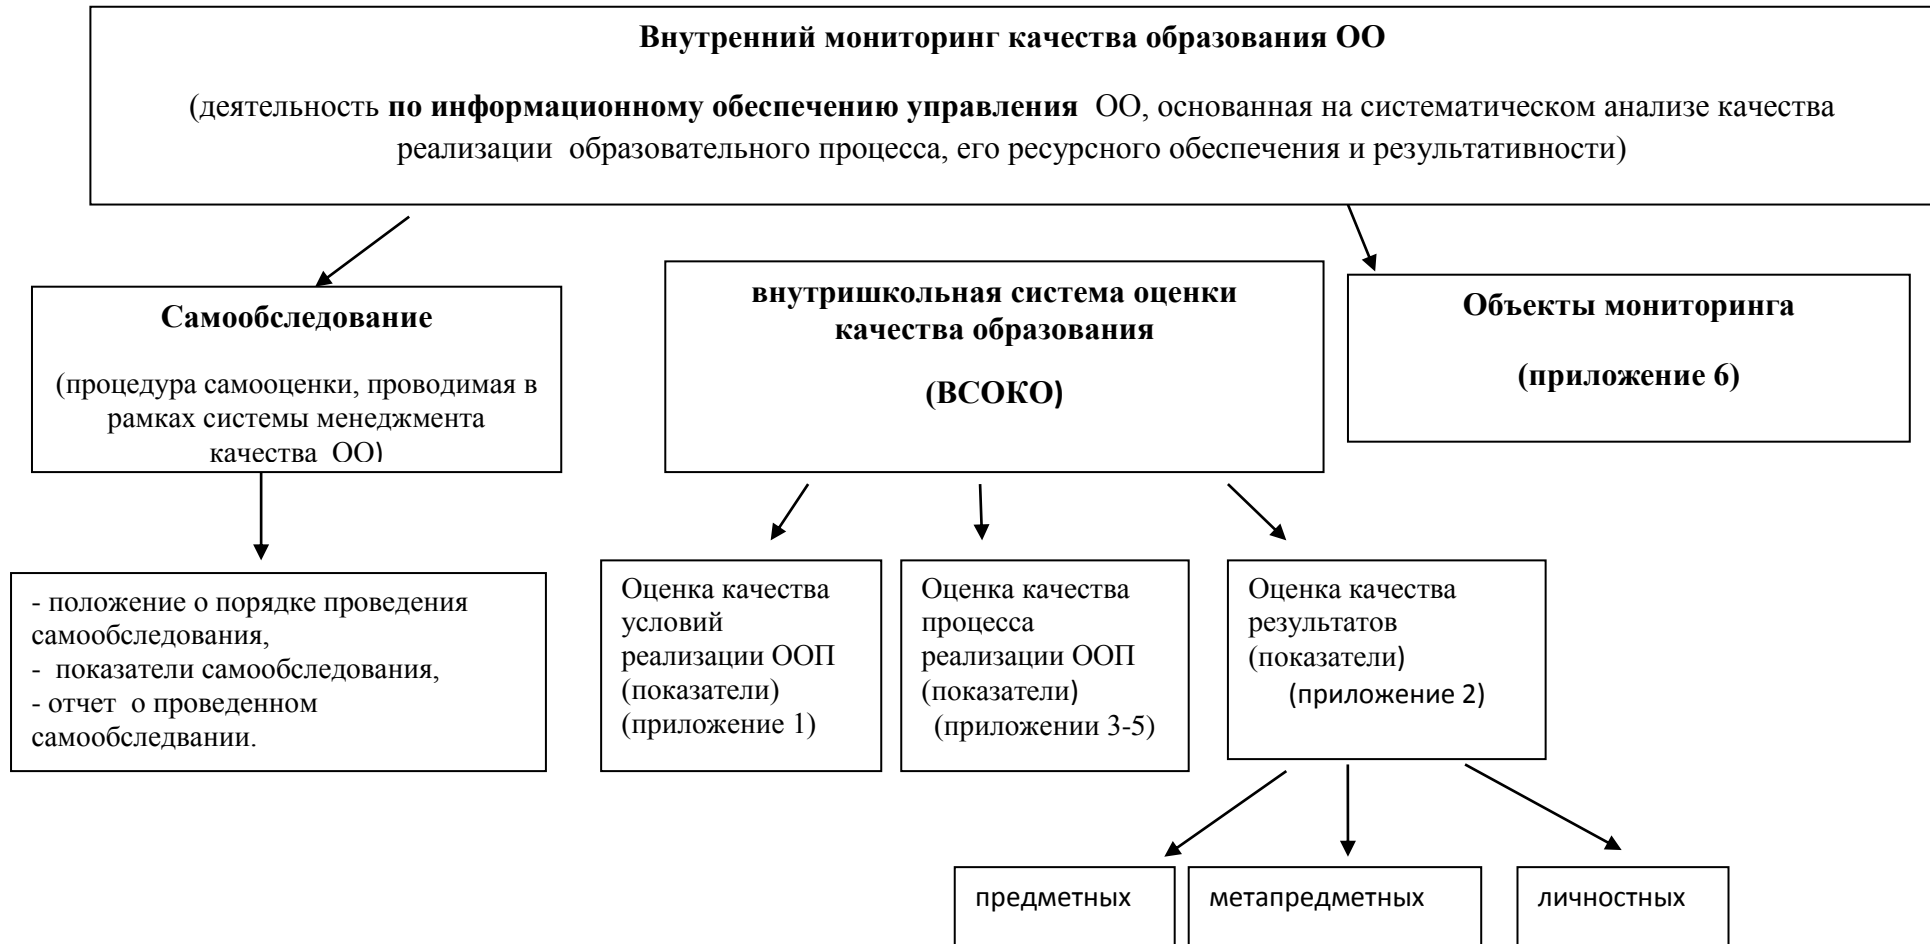 Внутренний мониторинг качества образования ОО
(деятельность по информационному обеспечению управления ОО, основанная на систематическом анализе качества
реализации образовательного процесса, его ресурсного обеспечения и результативности)
Самообследование
(процедура самооценки, проводимая в
рамках системы менеджмента
качества ОО)
внутришкольная система оценки
качества образования
(ВСОКО)
Объекты мониторинга
(приложение 6)
- положение о порядке проведения
самообследования,
- показатели самообследования,
- отчет о проведенном
самообследвании.
Оценка качества
условий
реализации ООП
(показатели)
(приложение 1)
Оценка качества
процесса
реализации ООП
(показатели)
(приложении 3-5)
Оценка качества
результатов
(показатели)
(приложение 2)
предметных
метапредметных
личностных